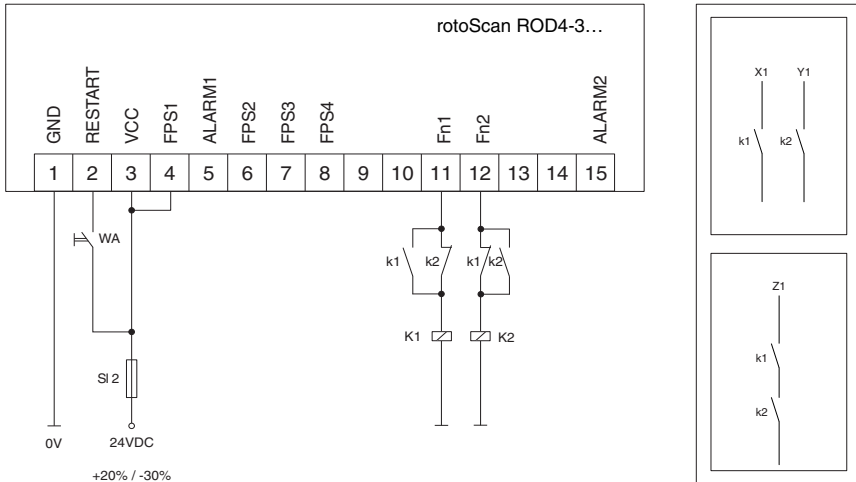 rotoScan ROD4-3…
GND RESTART VCC FPS1 ALARM1 FPS2 FPS3 FPS4 Fn1 Fn2 ALARM2
1 2 3 4 5 6 7 8 9 10 11 12 13 14 15
WA
k1 k2 k1 k2
K1 K2
SI 2
0V 24VDC
+20% / -30%
X1 Y1
k1 k2
Z1
k1
k2